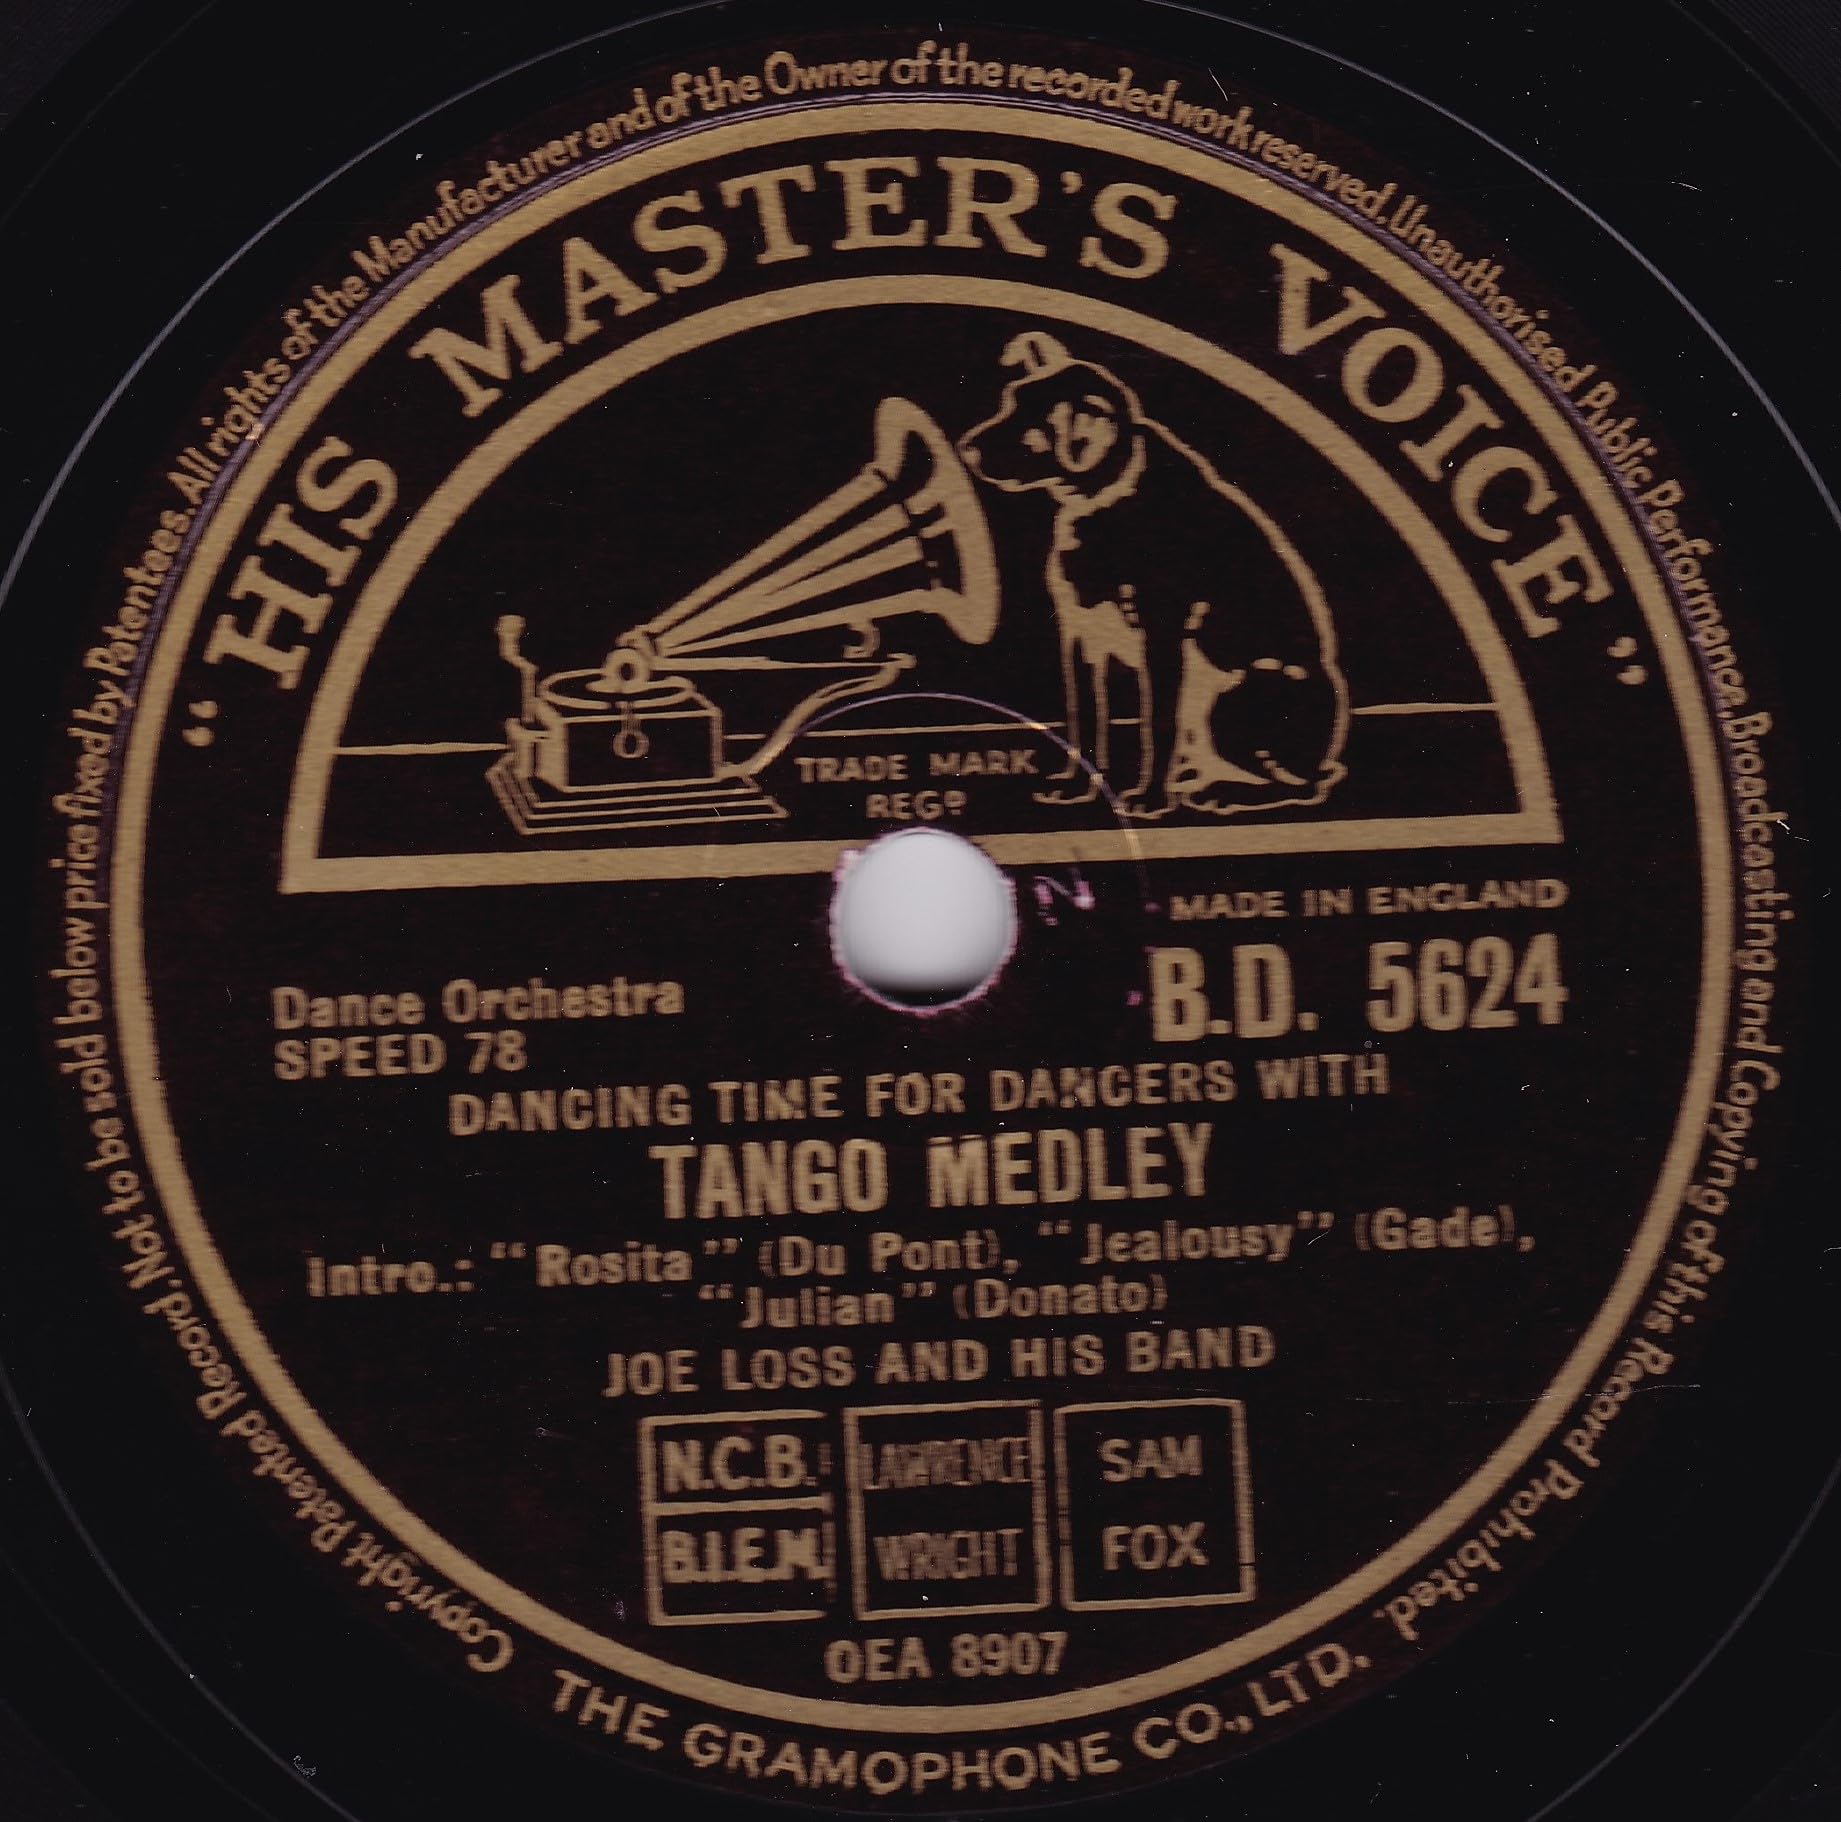 Copyright, Patented Record. Not to be sold below price fixed by Patentees. All rights of the Manufacturer and of the Owner of the recorded work reserved. Unauthorised Public Performance, Broadcasting and Copying of this Record Prohibited.
“HIS MASTER'S VOICE”
TRADE MARK
REGD
MADE IN ENGLAND
B.D. 5624
Dance Orchestra
SPEED 78
DANCING TIME FOR DANCERS WITH
TANGO MEDLEY
Intro.: “Rosita” (Du Pont), “Jealousy” (Gade),
“Julian” (Donato)
JOE LOSS AND HIS BAND
N.C.B.
B.I.E.M.
LAWRENCE
WRIGHT
SAM
FOX
OEA 8907
THE GRAMOPHONE CO., LTD.